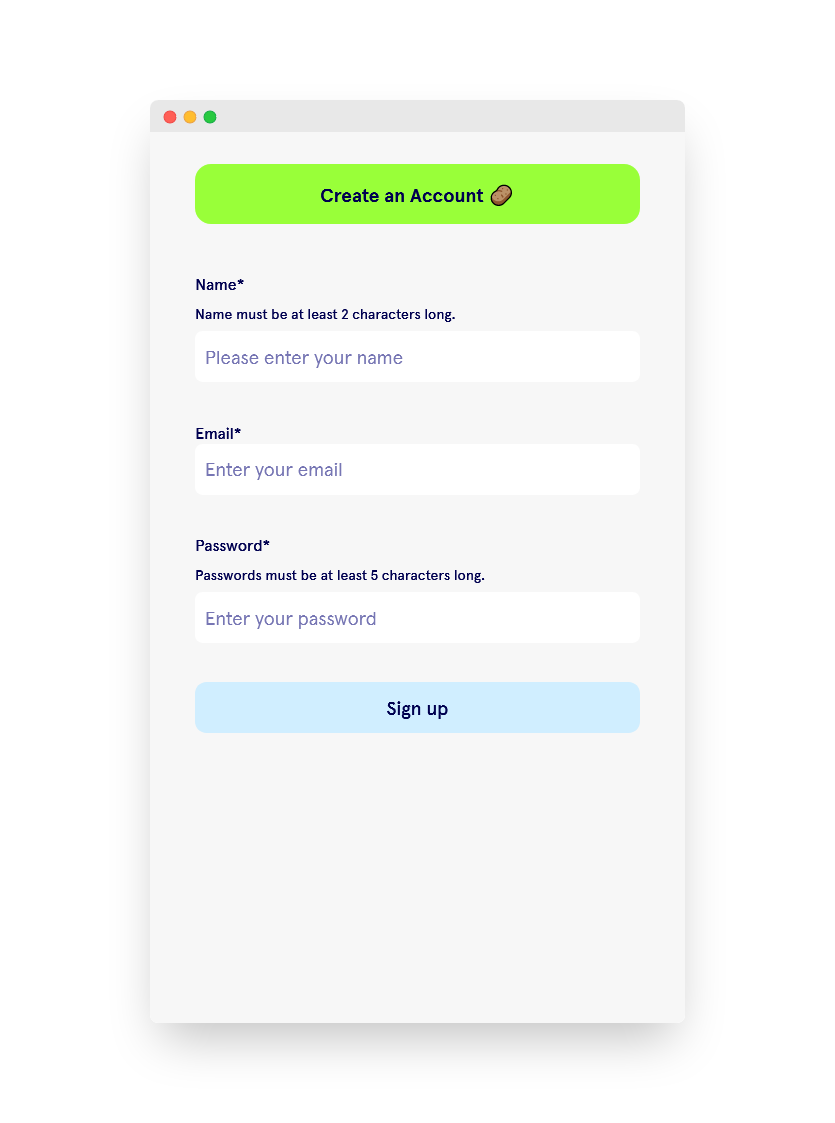 Create an Account 🥔
Name*
Name must be at least 2 characters long.
Please enter your name
Email*
Enter your email
Password*
Passwords must be at least 5 characters long.
Enter your password
Sign up